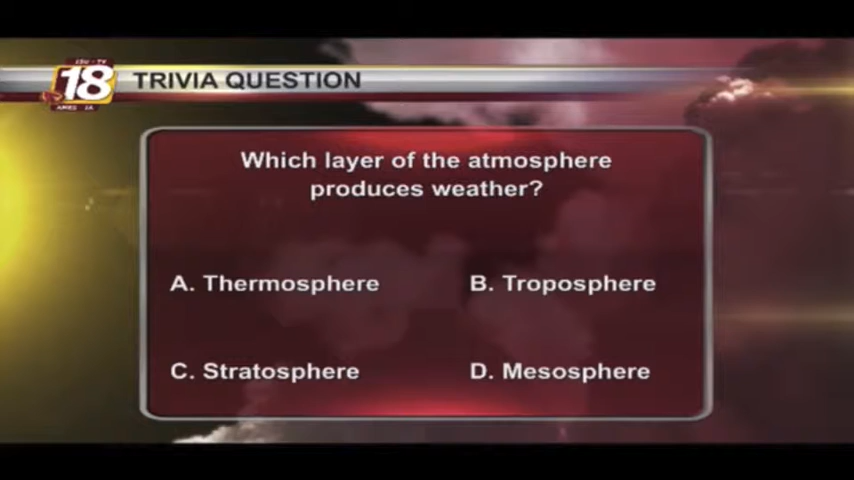 ISU - TV
18
AMES IA
TRIVIA QUESTION
Which layer of the atmosphere
produces weather?
A. Thermosphere
B. Troposphere
C. Stratosphere
D. Mesosphere